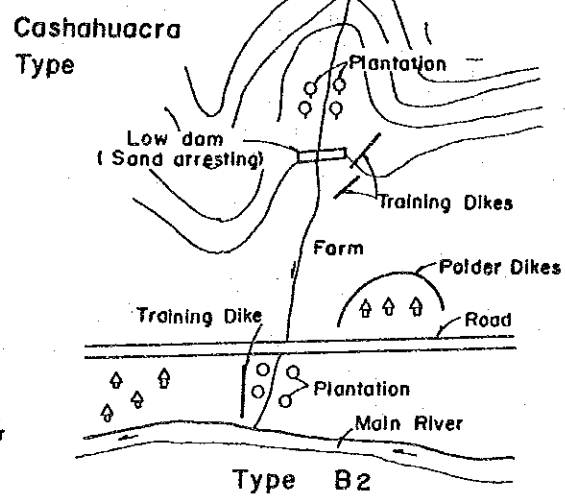 Cashahuacra
Type
Plantation
Low dam
( Sand arresting)
Training Dikes
Farm
Polder Dikes
Training Dike
Road
Plantation
Main River
Type B2